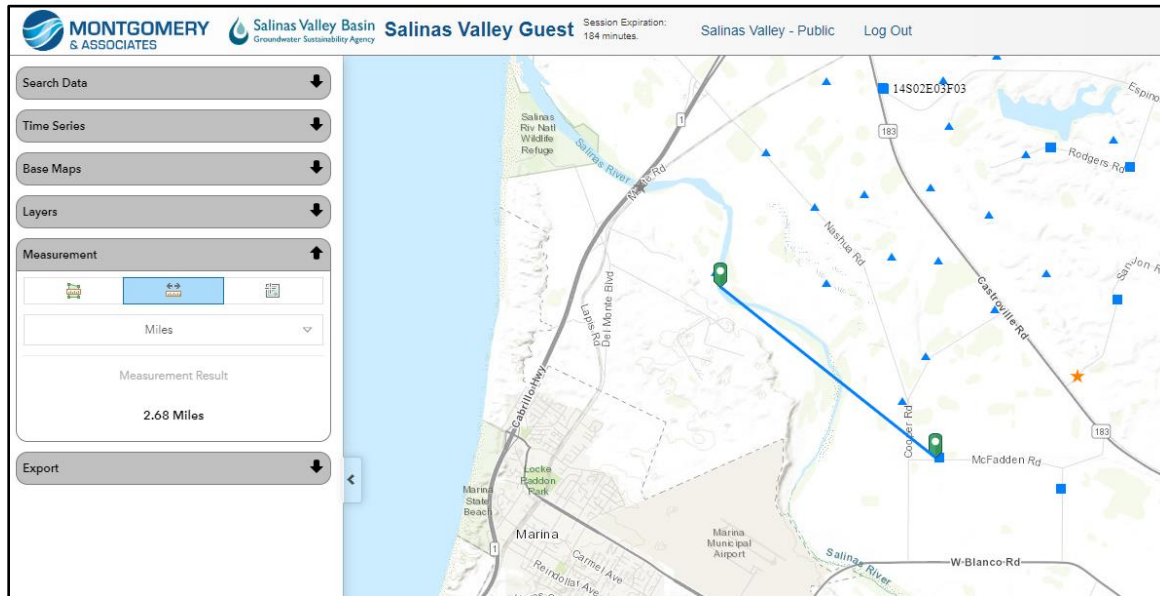 MONTGOMERY
& ASSOCIATES
Salinas Valley Basin
Groundwater Sustainability Agency
Salinas Valley Guest
Session Expiration:
184 minutes.
Salinas Valley - Public
Log Out
Search Data
Time Series
Base Maps
Layers
Measurement
Miles
Measurement Result
2.68 Miles
Export
Salinas
Riv Natl
Wildlife
Refuge
Salinas River
1
14S02E03F03
183
Rodgers Rd
Nashua Rd
Lapis Rd
Del Monte Blvd
Castroville Rd
Cabrillo Hwy
183
McFadden Rd
Locke
Paddon
Park
Marina
State
Beach
Marina
Marina
Municipal
Airport
1
Carmel Ave
Reindollar Ave
Salinas River
W Blanco Rd